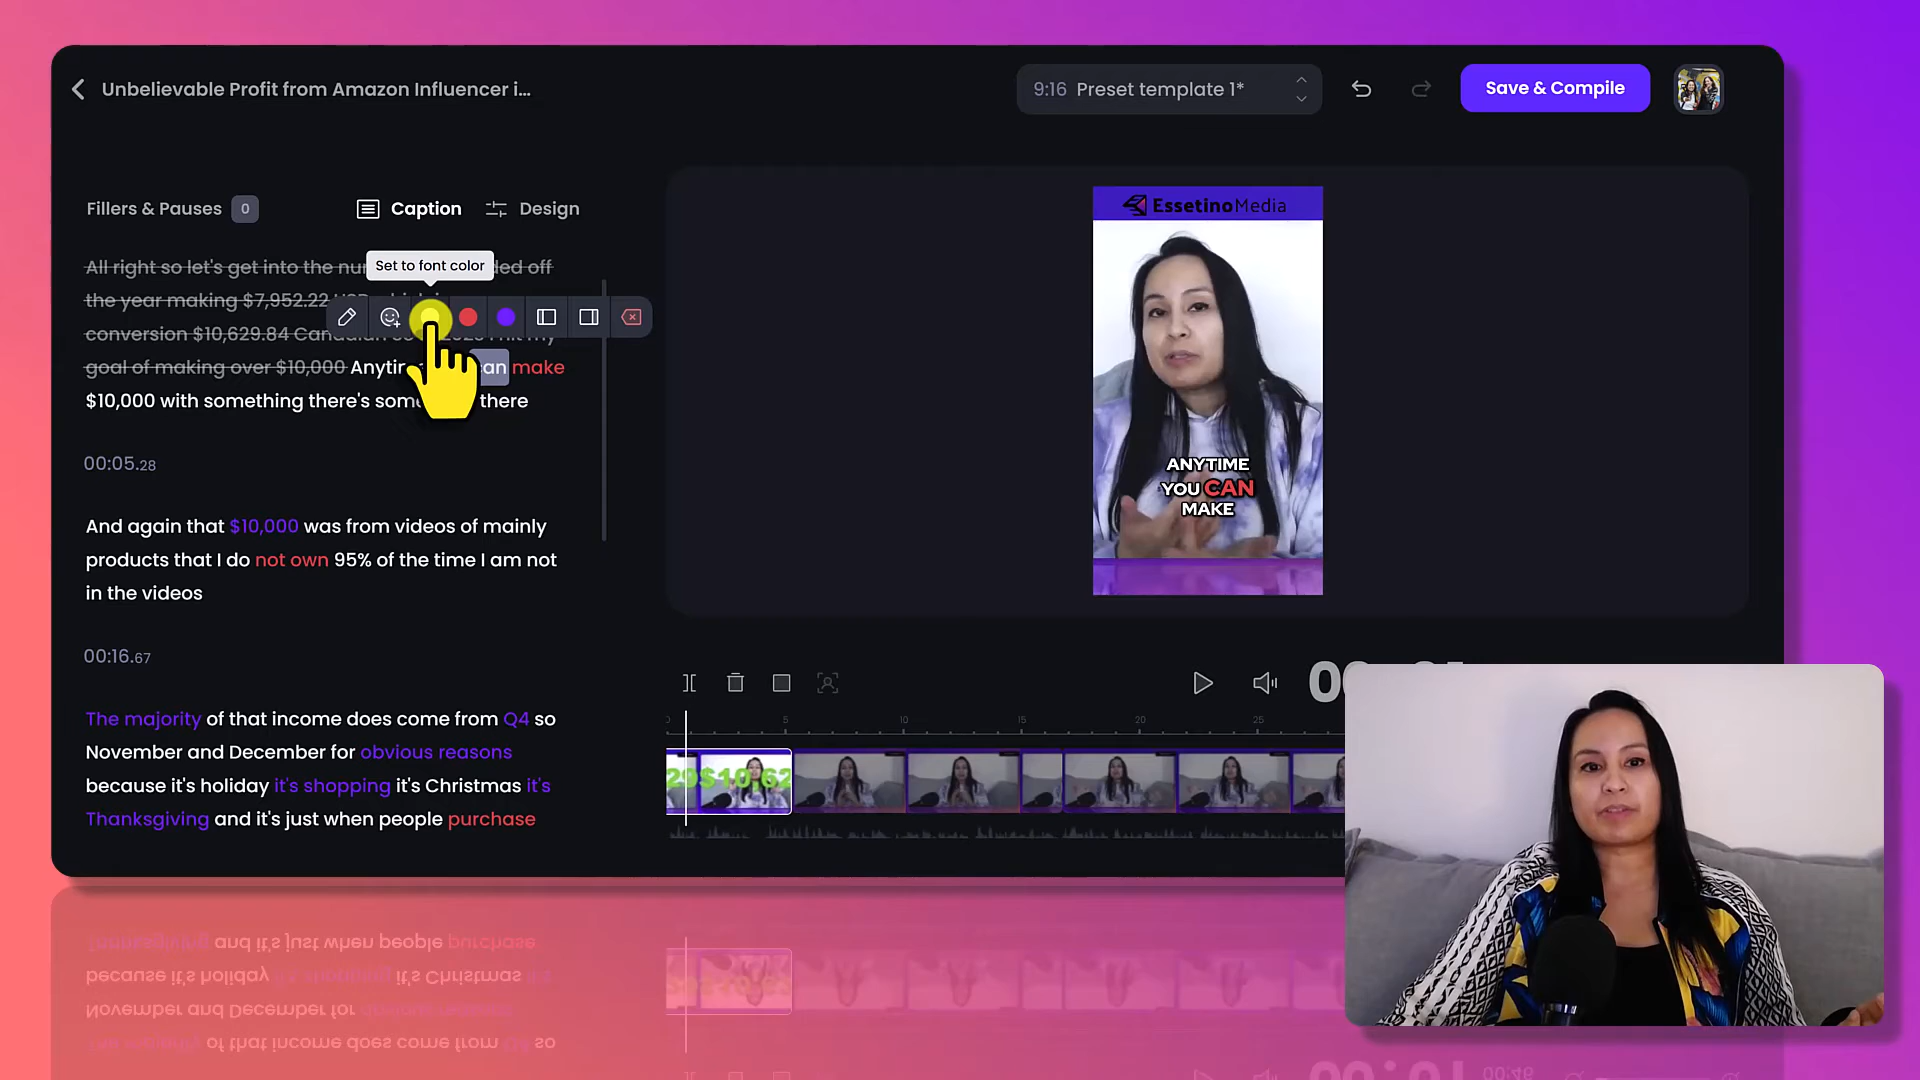 Unbelievable Profit from Amazon Influencer i...
9:16 Preset template 1*
Save & Compile
Fillers & Pauses 0
Caption
Design
Set to font color
All right so let's get into the ded off
the year making $7,952.22
conversion $10,629.84 my
goal of making over $10,000 make
$10,000 with something there's there
00:05.28
And again that $10,000 was from videos of mainly
products that I do not own 95% of the time I am not
in the videos
00:16.67
The majority of that income does come from Q4 so
November and December for obvious reasons
because it's holiday it's shopping it's Christmas it's
Thanksgiving and it's just when people purchase
EssetinoMedia
ANYTIME
YOU CAN
MAKE
0 5 10 15 20 25
29$10,62